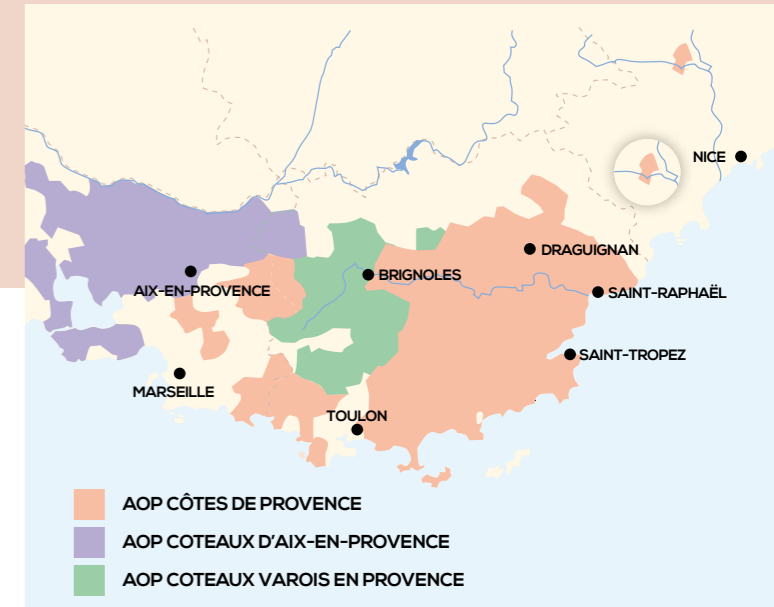 NICE
DRAGUIGNAN
BRIGNOLES
AIX-EN-PROVENCE
SAINT-RAPHAËL
SAINT-TROPEZ
MARSEILLE
TOULON
AOP CÔTES DE PROVENCE
AOP COTEAUX D'AIX-EN-PROVENCE
AOP COTEAUX VAROIS EN PROVENCE